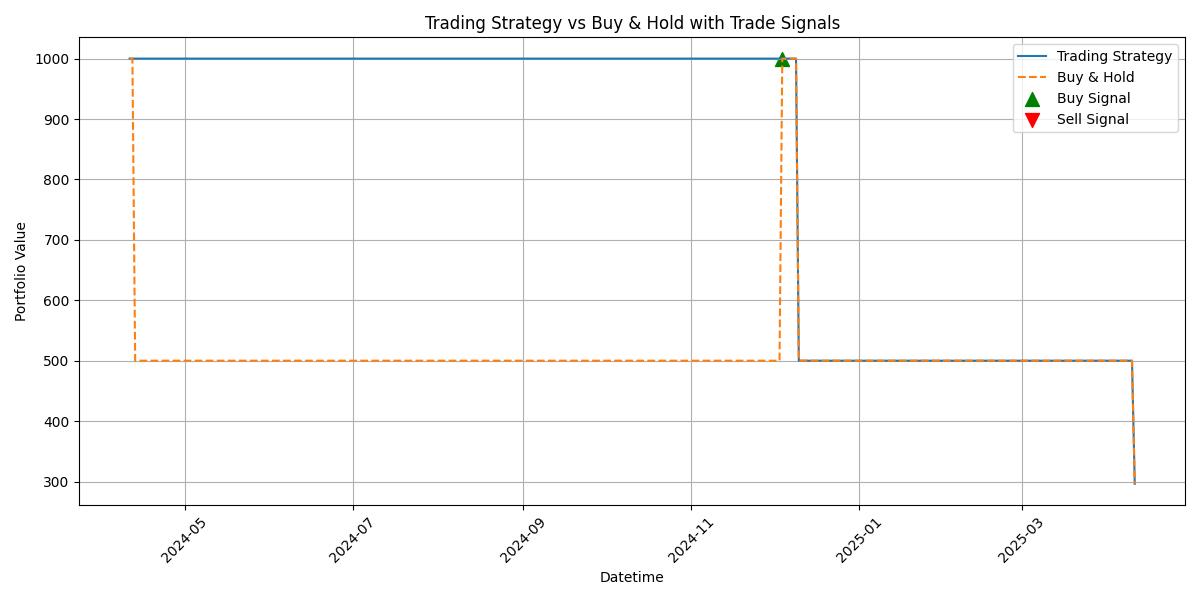 Trading Strategy vs Buy & Hold with Trade Signals
Trading Strategy
Buy & Hold
Buy Signal
Sell Signal
Portfolio Value
1000
900
800
700
600
500
400
300
2024-05
2024-07
2024-09
2024-11
2025-01
2025-03
Datetime